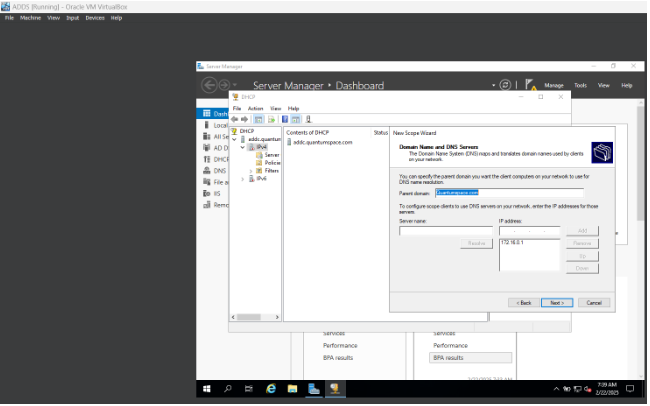 ADDS [Running] - Oracle VM VirtualBox
File Machine View Input Devices Help
Server Manager
Server Manager • Dashboard
Manage Tools View Help
DHCP
File Action View Help
Dash
Local
All Se
AD D
DHCP
DNS
File a
IIS
Remo
DHCP
IPv4
Server
Policie
Filters
IPv6
Contents of DHCP Status
addc.quantumspace.com
New Scope Wizard
Domain Name and DNS Servers
The Domain Name System (DNS) maps and translates domain names used by clients
on your network.
You can specify the parent domain you want the client computers on your network to use for
DNS name resolution.
Parent domain: Quantumspace.com
To configure scope clients to use DNS servers on your network, enter the IP addresses for those
servers.
Server name: IP address:
Add
Resolve 172.16.0.1 Remove
Up
Down
< Back Next > Cancel
Services Services
Performance Performance
BPA results BPA results
7:39 AM
2/22/2025